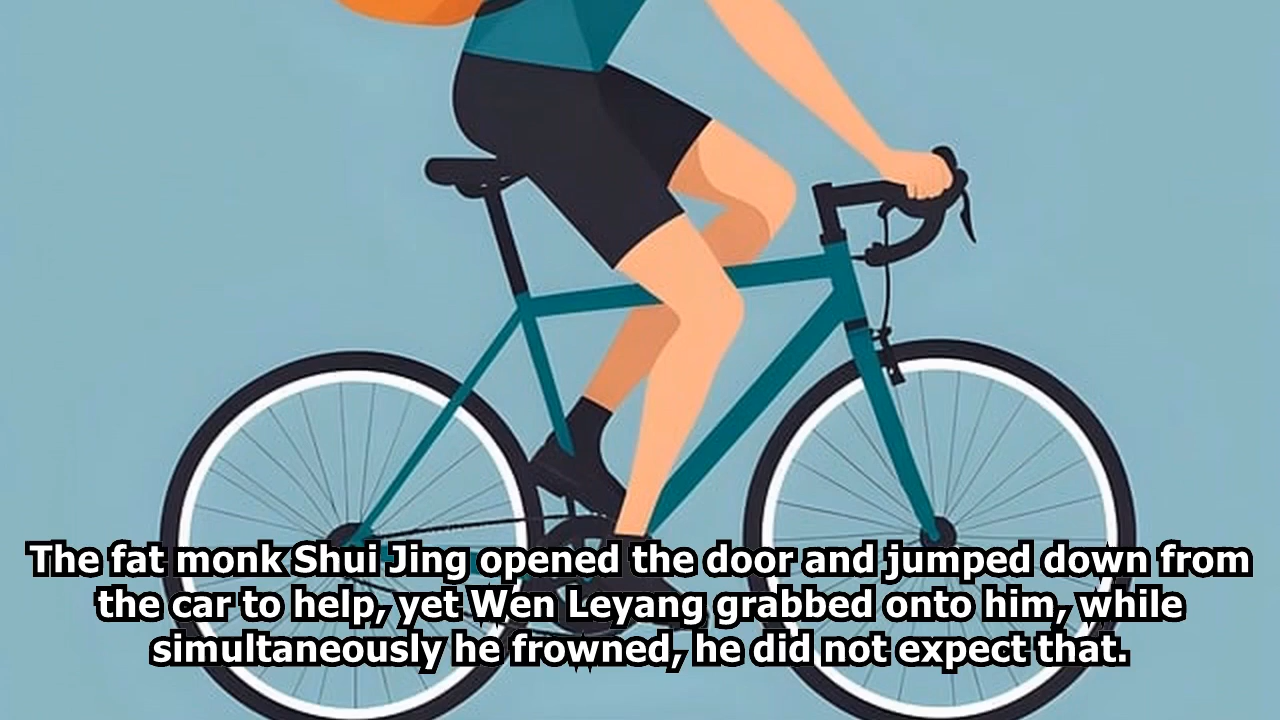 The fat monk Shui Jing opened the door and jumped down from
the car to help, yet Wen Leyang grabbed onto him, while
simultaneously he frowned, he did not expect that.